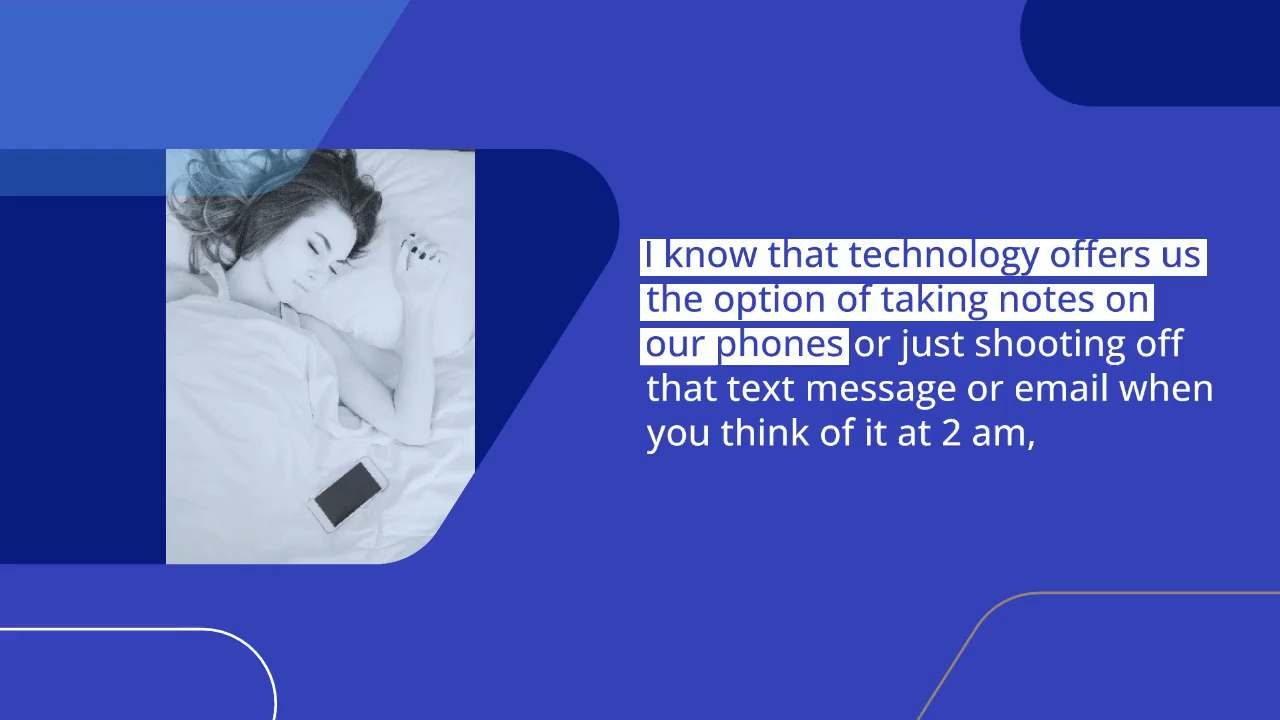 I know that technology offers us
the option of taking notes on
our phones or just shooting off
that text message or email when
you think of it at 2 am,